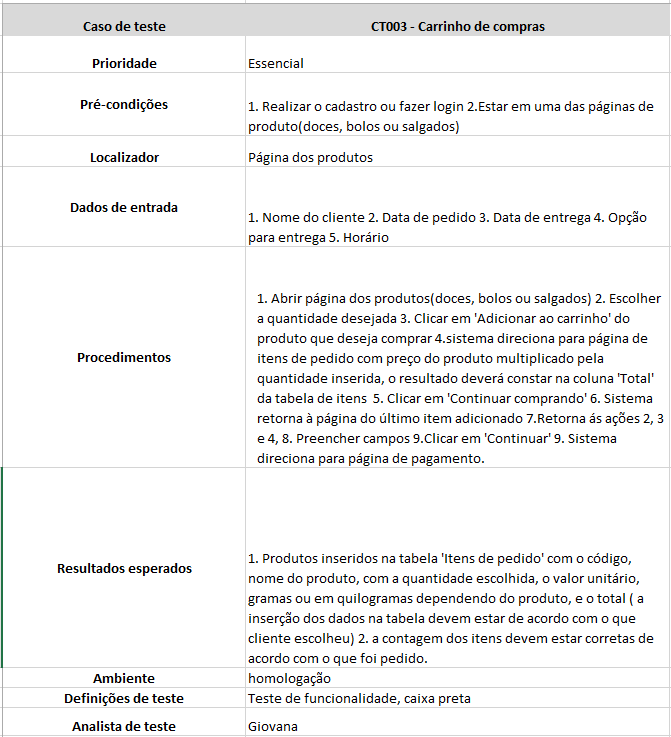 Caso de teste
CT003 - Carrinho de compras
Prioridade
Essencial
Pré-condições
1. Realizar o cadastro ou fazer login 2.Estar em uma das páginas de
produto(doces, bolos ou salgados)
Localizador
Página dos produtos
Dados de entrada
1. Nome do cliente 2. Data de pedido 3. Data de entrega 4. Opção
para entrega 5. Horário
Procedimentos
1. Abrir página dos produtos(doces, bolos ou salgados) 2. Escolher
a quantidade desejada 3. Clicar em 'Adicionar ao carrinho' do
produto que deseja comprar 4.sistema direciona para página de
itens de pedido com preço do produto multiplicado pela
quantidade inserida, o resultado deverá constar na coluna 'Total'
da tabela de itens  5. Clicar em 'Continuar comprando' 6. Sistema
retorna à página do último item adicionado 7.Retorna ás ações 2, 3
e 4, 8. Preencher campos 9.Clicar em 'Continuar' 9. Sistema
direciona para página de pagamento.
Resultados esperados
1. Produtos inseridos na tabela 'Itens de pedido' com o código,
nome do produto, com a quantidade escolhida, o valor unitário,
gramas ou em quilogramas dependendo do produto, e o total ( a
inserção dos dados na tabela devem estar de acordo com o que
cliente escolheu) 2. a contagem dos itens devem estar corretas de
acordo com o que foi pedido.
Ambiente
homologação
Definições de teste
Teste de funcionalidade, caixa preta
Analista de teste
Giovana